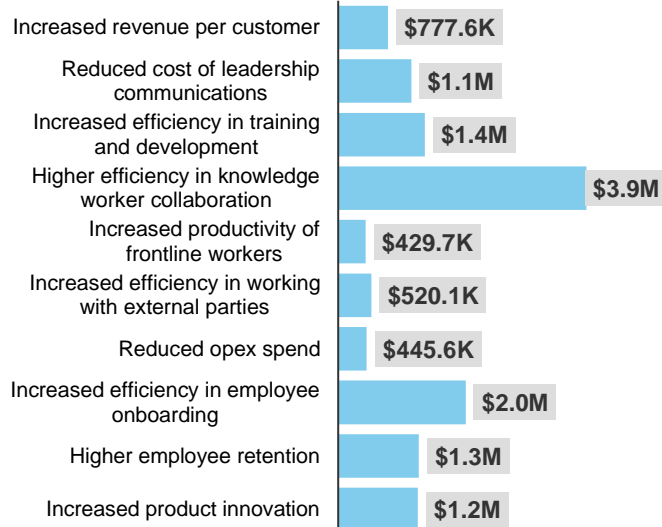 Increased revenue per customer
$777.6K
Reduced cost of leadership
communications
$1.1M
Increased efficiency in training
and development
$1.4M
Higher efficiency in knowledge
worker collaboration
$3.9M
Increased productivity of
frontline workers
$429.7K
Increased efficiency in working
with external parties
$520.1K
Reduced opex spend
$445.6K
Increased efficiency in employee
onboarding
$2.0M
Higher employee retention
$1.3M
Increased product innovation
$1.2M